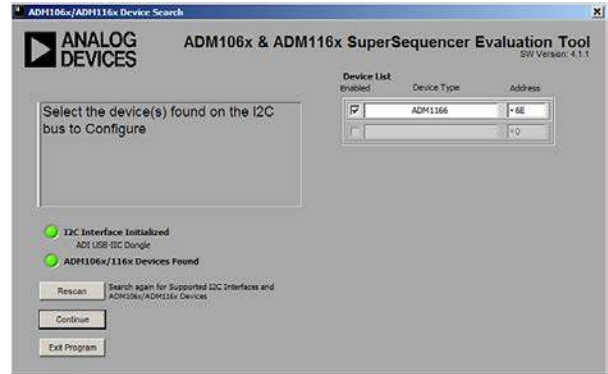 ADM106x/ADM116x Device Search
ANALOG
DEVICES
ADM106x & ADM116x SuperSequencer Evaluation Tool
SW Version: 4.1.1
Device List
Enabled Device Type Address
ADM1166 6E
0
Select the device(s) found on the I2C
bus to Configure
I2C Interface Initialized
ADI USB-IIC Dongle
ADM106x/116x Devices Found
Rescan
Search again for Supported I2C Interfaces and
ADM106x/ADM116x Devices
Continue
Exit Program